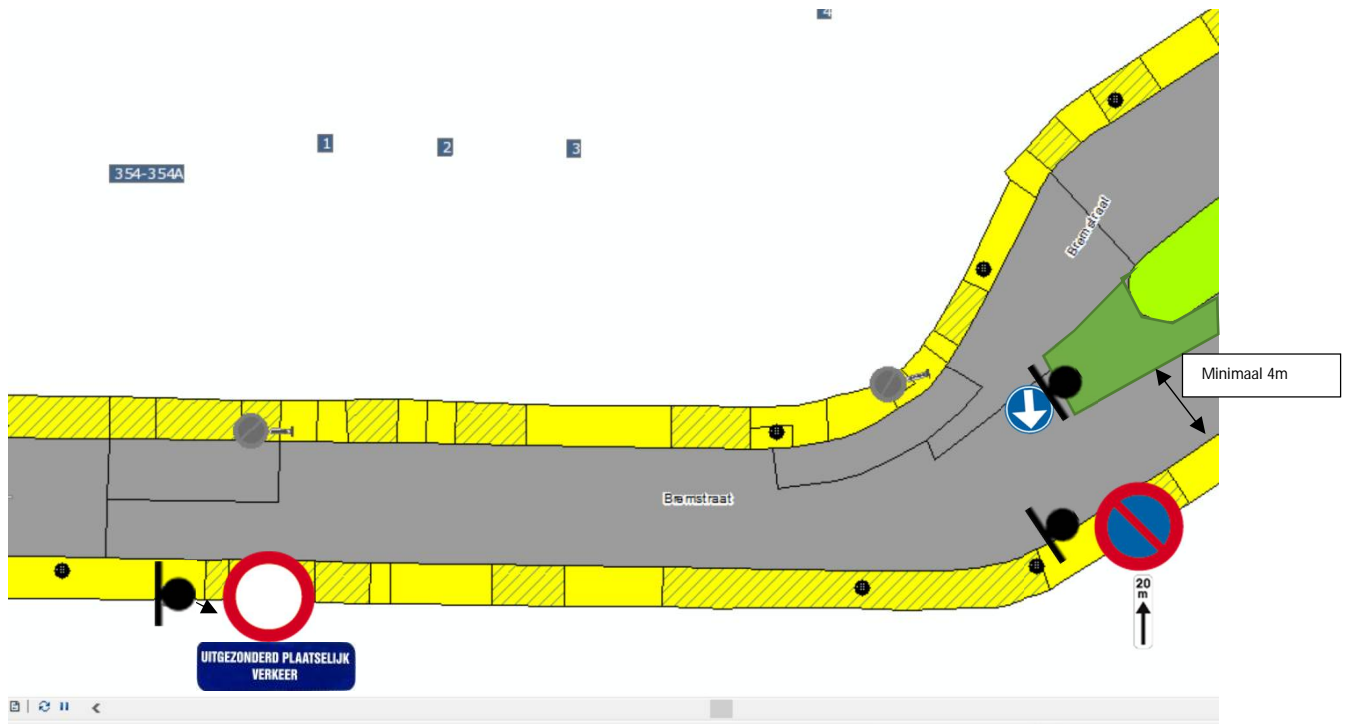 4
1
2
3
354-354A
Bremstraat
Minimaal 4m
Bremstraat
20
m
UITGEZONDERD PLAATSELIJK
VERKEER